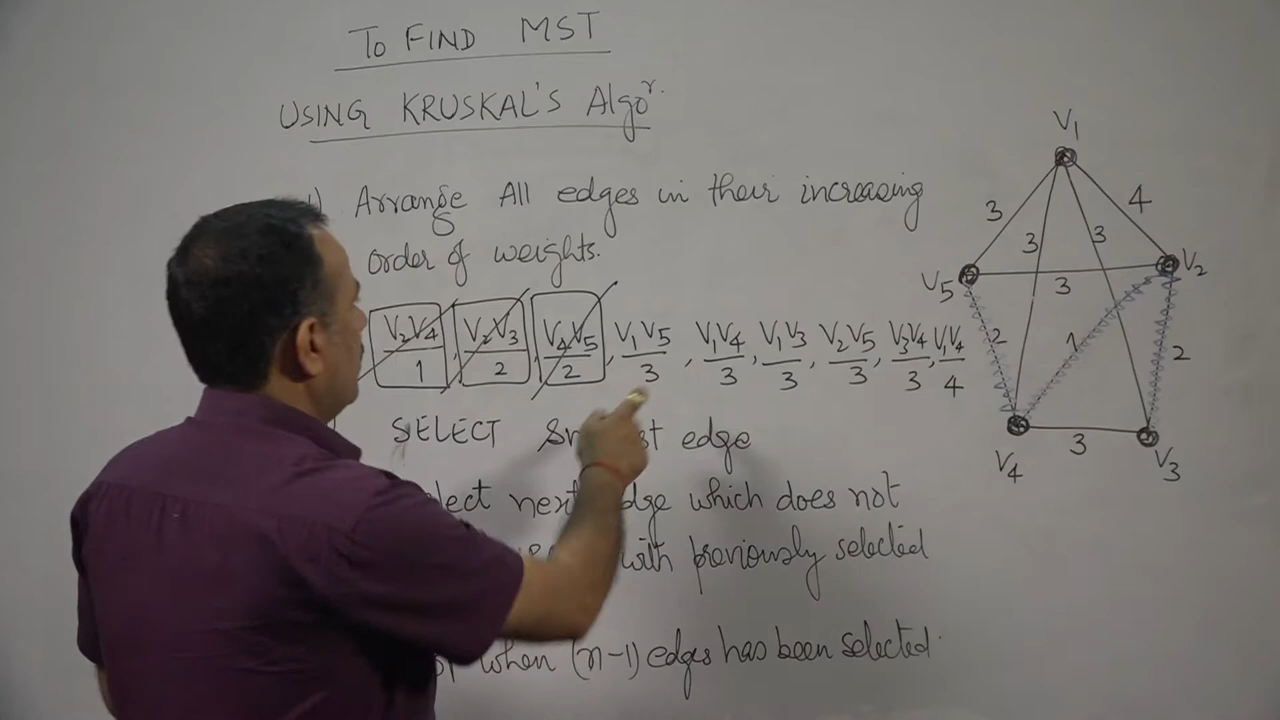 To FIND MST
USING KRUSKAL'S Algo r.
1) Arrange All edges in their increasing
order of weights.
V2V4/1, V2V3/2, V4V5/2, V1V5/3, V1V4/3, V1V3/3, V2V5/3, V3V4/3, V1V4/4
SELECT edge
next edge which does not
with previously selected
when (n-1) edges has been selected.
V1
3
4
3
3
V5
3
V2
2
1
2
V4
3
V3